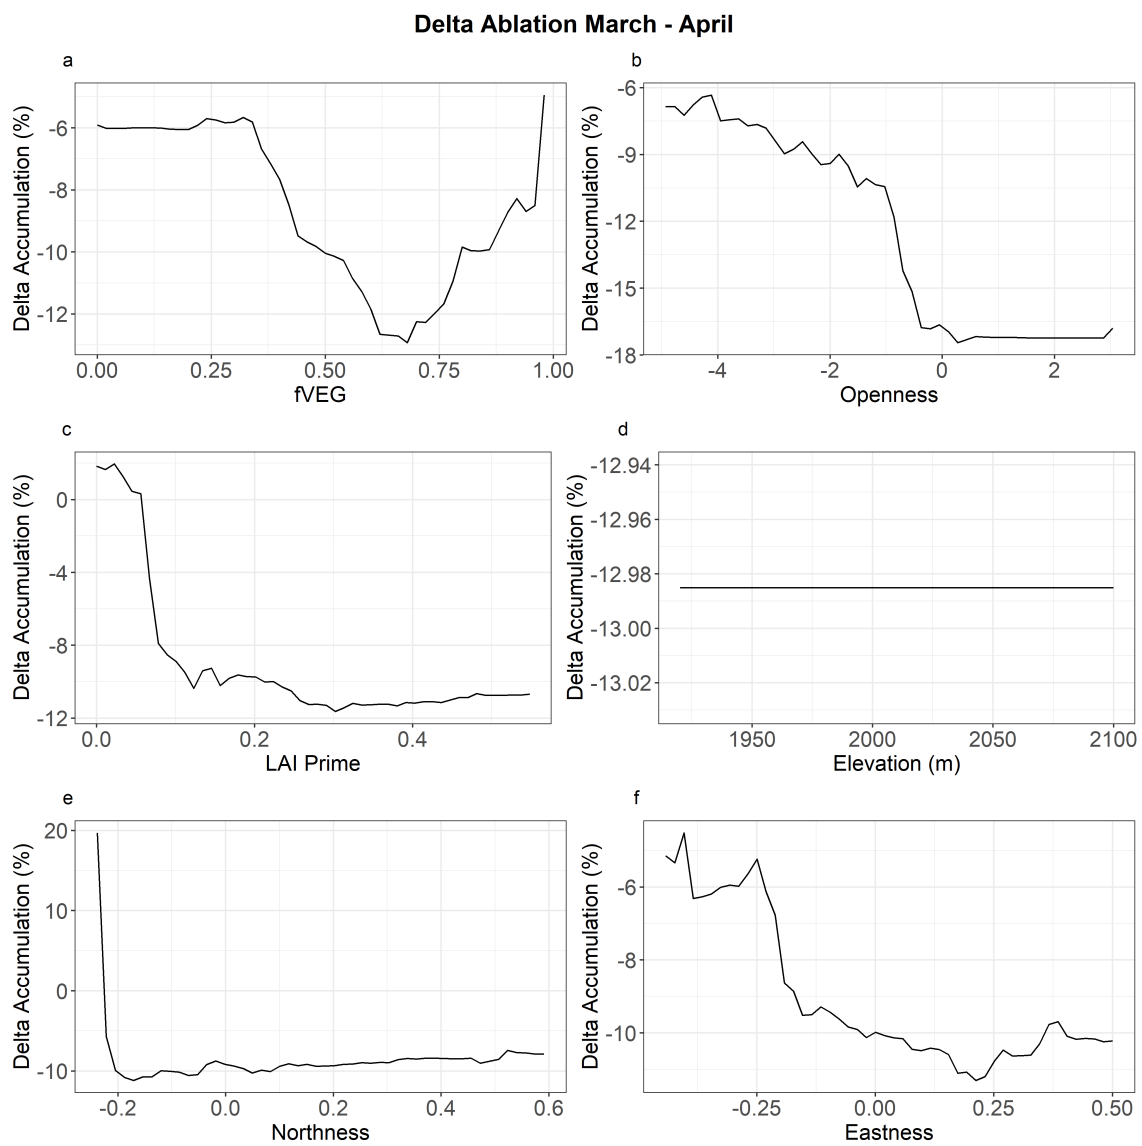 Delta Ablation March - April
a
Delta Accumulation (%)
-6
-8
-10
-12
0.00 0.25 0.50 0.75 1.00
fVEG
b
Delta Accumulation (%)
-6
-9
-12
-15
-18
-4 -2 0 2
Openness
c
Delta Accumulation (%)
0
-4
-8
-12
0.0 0.2 0.4
LAI Prime
d
Delta Accumulation (%)
-12.94
-12.96
-12.98
-13.00
-13.02
1950 2000 2050 2100
Elevation (m)
e
Delta Accumulation (%)
20
10
0
-10
-0.2 0.0 0.2 0.4 0.6
Northness
f
Delta Accumulation (%)
-6
-8
-10
-0.25 0.00 0.25 0.50
Eastness